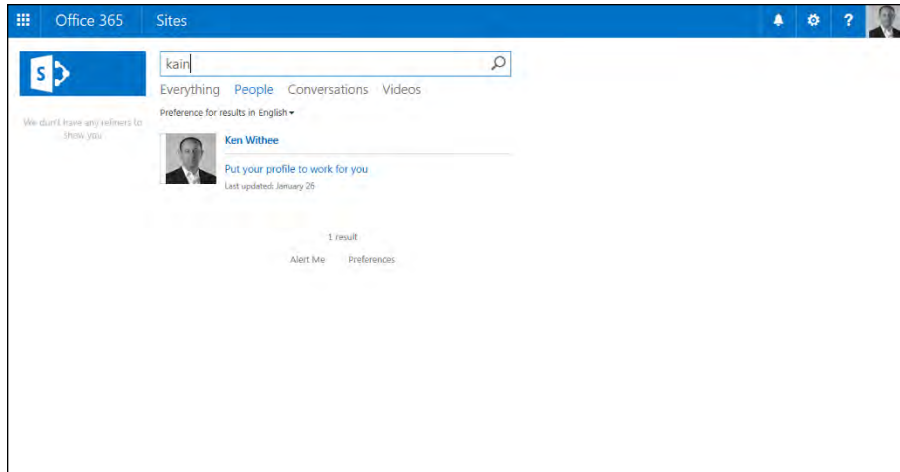 Office 365 Sites ?
S
kain
Everything People Conversations Videos
Preference for results in English
We don't have any refiners to
show you
Ken Withee
Put your profile to work for you
Last updated: January 26
1 result
Alert Me Preferences